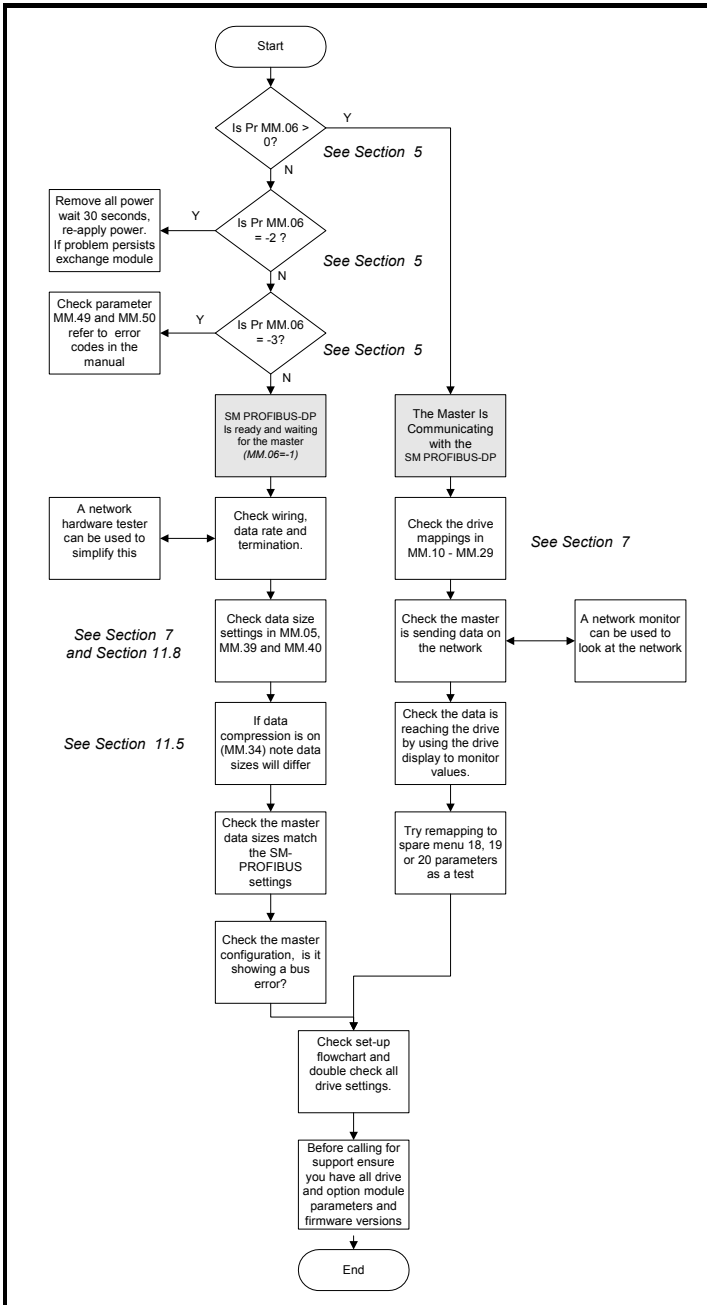 Start
Is Pr MM.06 >
0?
Y
See Section 5
N
Remove all power
wait 30 seconds,
re-apply power.
If problem persists
exchange module
Y
Is Pr MM.06
= -2 ?
See Section 5
N
Check parameter
MM.49 and MM.50
refer to error
codes in the
manual
Y
Is Pr MM.06
= -3?
See Section 5
N
SM PROFIBUS-DP
Is ready and waiting
for the master
(MM.06=-1)
The Master Is
Communicating
with the
SM PROFIBUS-DP
A network
hardware tester
can be used to
simplify this
Check wiring,
data rate and
termination.
Check the drive
mappings in
MM.10 - MM.29
See Section 7
See Section 7
and Section 11.8
Check data size
settings in MM.05,
MM.39 and MM.40
Check the master
is sending data on
the network
A network monitor
can be used to
look at the network
See Section 11.5
If data
compression is on
(MM.34) note data
sizes will differ
Check the data is
reaching the drive
by using the drive
display to monitor
values.
Check the master
data sizes match
the SM-
PROFIBUS
settings
Try remapping to
spare menu 18, 19
or 20 parameters
as a test
Check the master
configuration, is it
showing a bus
error?
Check set-up
flowchart and
double check all
drive settings.
Before calling for
support ensure
you have all drive
and option module
parameters and
firmware versions
End